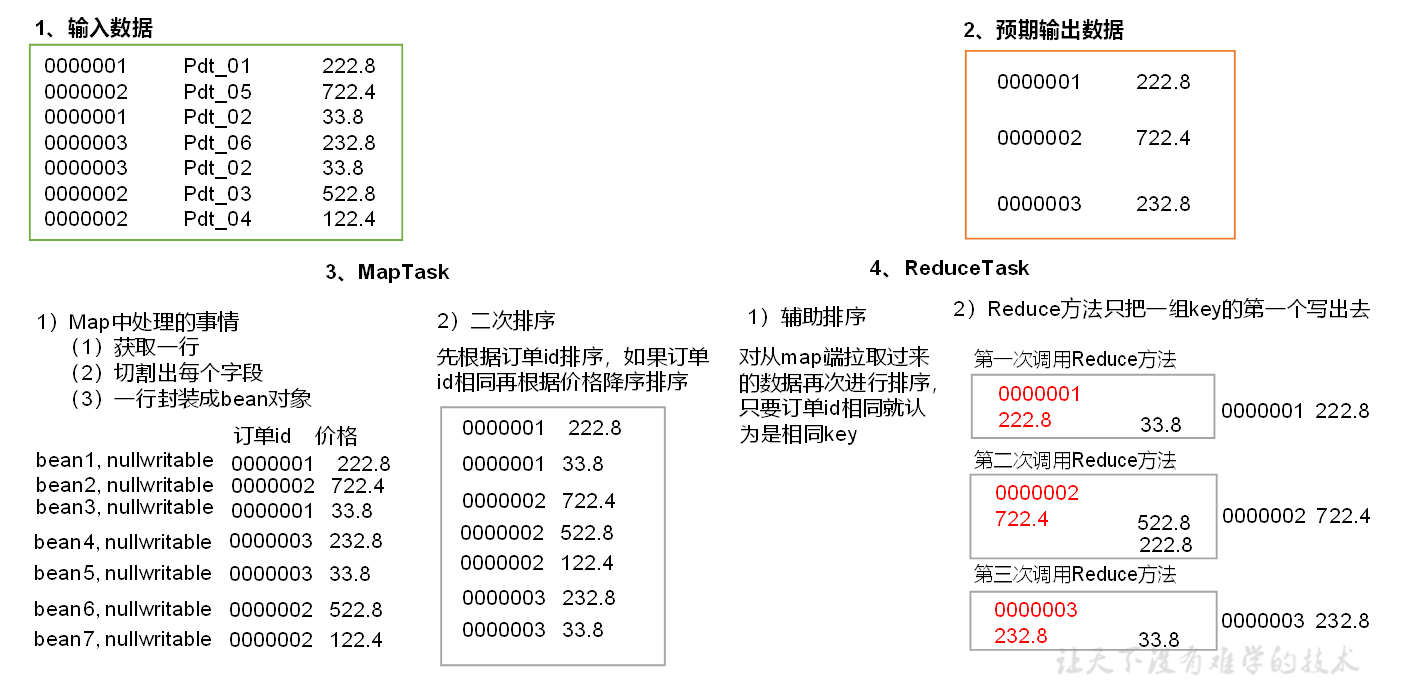 1、输入数据
0000001 Pdt_01 222.8
0000002 Pdt_05 722.4
0000001 Pdt_02 33.8
0000003 Pdt_06 232.8
0000003 Pdt_02 33.8
0000002 Pdt_03 522.8
0000002 Pdt_04 122.4
2、预期输出数据
0000001 222.8
0000002 722.4
0000003 232.8
3、MapTask
1）Map中处理的事情
（1）获取一行
（2）切割出每个字段
（3）一行封装成bean对象
订单id 价格
bean1, nullwritable 0000001 222.8
bean2, nullwritable 0000002 722.4
bean3, nullwritable 0000001 33.8
bean4, nullwritable 0000003 232.8
bean5, nullwritable 0000003 33.8
bean6, nullwritable 0000002 522.8
bean7, nullwritable 0000002 122.4
2）二次排序
先根据订单id排序，如果订单
id相同再根据价格降序排序
0000001 222.8
0000001 33.8
0000002 722.4
0000002 522.8
0000002 122.4
0000003 232.8
0000003 33.8
4、ReduceTask
1）辅助排序
对从map端拉取过来
的数据再次进行排序，
只要订单id相同就认
为是相同key
2）Reduce方法只把一组key的第一个写出去
第一次调用Reduce方法
0000001
222.8 33.8
0000001 222.8
第二次调用Reduce方法
0000002
722.4 522.8
222.8
0000002 722.4
第三次调用Reduce方法
0000003
232.8 33.8
0000003 232.8
让天下没有难学的技术